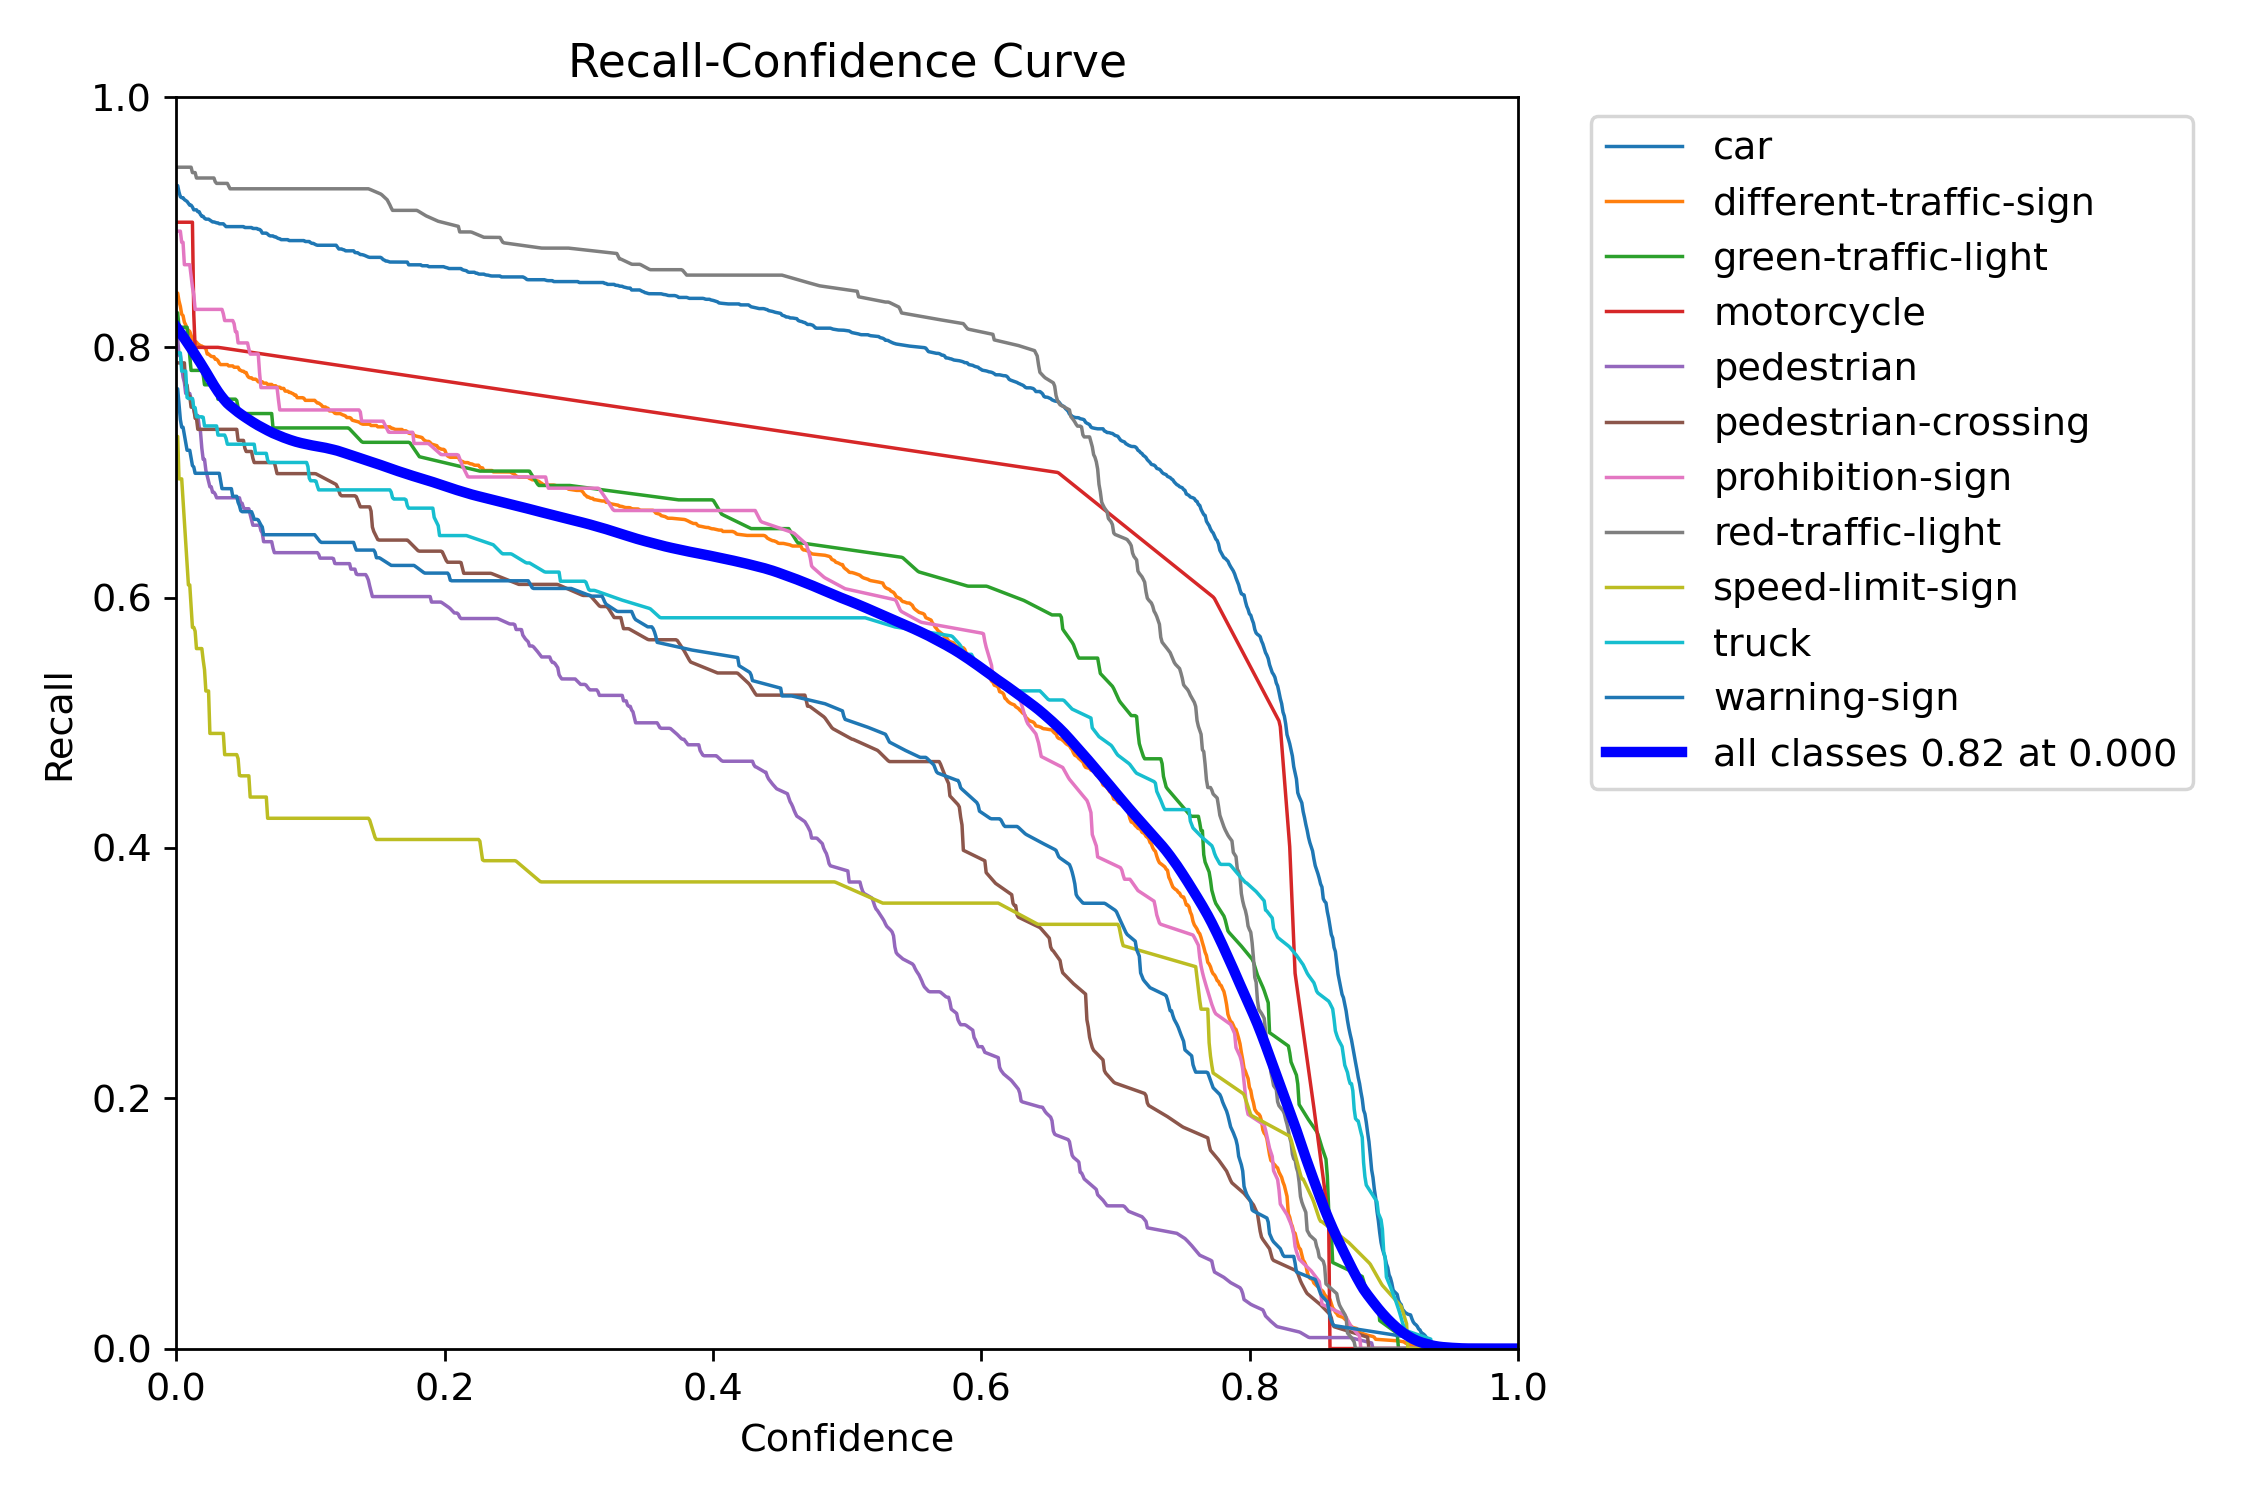 Recall-Confidence Curve
1.0
0.8
0.6
0.4
0.2
0.0
Recall
0.0 0.2 0.4 0.6 0.8 1.0
Confidence
car
different-traffic-sign
green-traffic-light
motorcycle
pedestrian
pedestrian-crossing
prohibition-sign
red-traffic-light
speed-limit-sign
truck
warning-sign
all classes 0.82 at 0.000